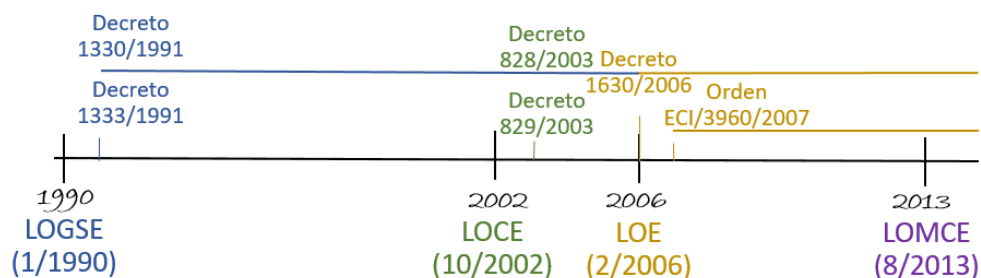 Decreto
1330/1991
Decreto
828/2003
Decreto
1630/2006
Decreto
1333/1991
Decreto
829/2003
Orden
ECI/3960/2007
1990
2002
2006
2013
LOGSE
(1/1990)
LOCE
(10/2002)
LOE
(2/2006)
LOMCE
(8/2013)